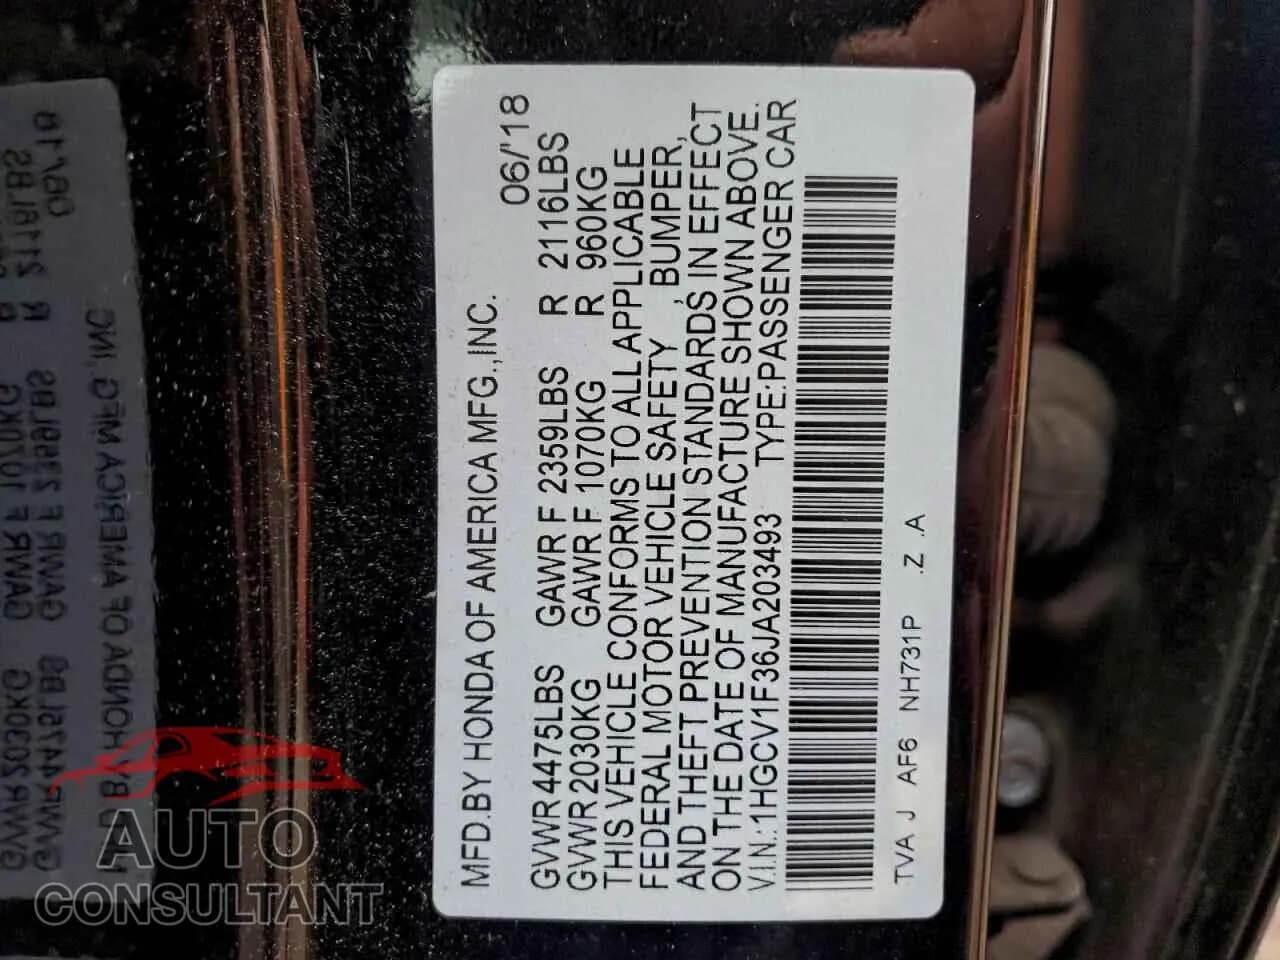 MFD.BY HONDA OF AMERICA MFG.,INC.
06/'18
GVWR 4475LBS GAWR F 2359LBS R 2116LBS
GVWR 2030KG GAWR F 1070KG R 960KG
THIS VEHICLE CONFORMS TO ALL APPLICABLE
FEDERAL MOTOR VEHICLE SAFETY, BUMPER,
AND THEFT PREVENTION STANDARDS IN EFFECT
ON THE DATE OF MANUFACTURE SHOWN ABOVE.
V.I.N.:1HGCV1F36JA203493 TYPE:PASSENGER CAR
TVA J AF6 NH731P .Z .A
AUTO
CONSULTANT